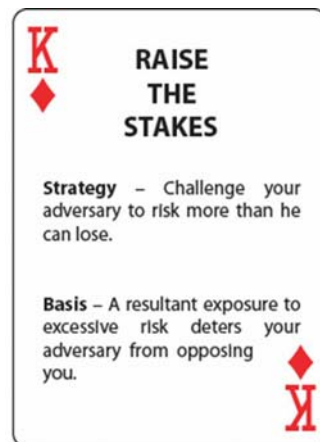 K
RAISE
THE
STAKES
Strategy – Challenge your
adversary to risk more than he
can lose.
Basis – A resultant exposure to
excessive risk deters your
adversary from opposing
you.
K